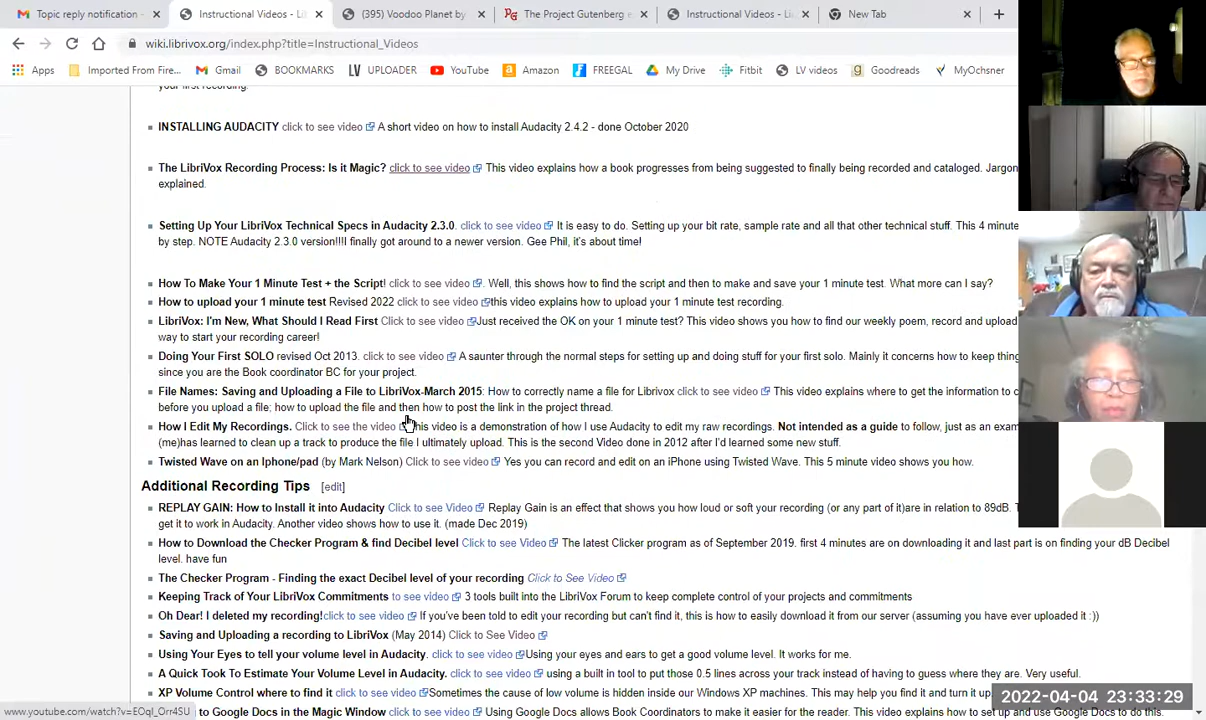 Topic reply notification -
Instructional Videos - Li
(395) Voodoo Planet by
The Project Gutenberg e
Instructional Videos - Li
New Tab
wiki.librivox.org/index.php?title=Instructional_Videos
Apps Imported From Fire... Gmail BOOKMARKS UPLOADER YouTube Amazon FREEGAL My Drive Fitbit LV videos Goodreads MyOchsner
your first recording.
INSTALLING AUDACITY click to see video A short video on how to install Audacity 2.4.2 - done October 2020
The LibriVox Recording Process: Is it Magic? click to see video This video explains how a book progresses from being suggested to finally being recorded and cataloged. Jargon
explained.
Setting Up Your LibriVox Technical Specs in Audacity 2.3.0. click to see video It is easy to do. Setting up your bit rate, sample rate and all that other technical stuff. This 4 minute
by step. NOTE Audacity 2.3.0 version!!!!I finally got around to a newer version. Gee Phil, it's about time!
How To Make Your 1 Minute Test + the Script! click to see video. Well, this shows how to find the script and then to make and save your 1 minute test. What more can I say?
How to upload your 1 minute test Revised 2022 click to see video this video explains how to upload your 1 minute test recording.
LibriVox: I'm New, What Should I Read First Click to see video Just received the OK on your 1 minute test? This video shows you how to find our weekly poem, record and upload
way to start your recording career!
Doing Your First SOLO revised Oct 2013. click to see video A saunter through the normal steps for setting up and doing stuff for your first solo. Mainly it concerns how to keep thing
since you are the Book coordinator BC for your project.
File Names: Saving and Uploading a File to LibriVox-March 2015: How to correctly name a file for Librivox click to see video This video explains where to get the information to c
before you upload a file; how to upload the file and then how to post the link in the project thread.
How I Edit My Recordings. Click to see the video his video is a demonstration of how I use Audacity to edit my raw recordings. Not intended as a guide to follow, just as an exam
(me)has learned to clean up a track to produce the file I ultimately upload. This is the second Video done in 2012 after I'd learned some new stuff.
Twisted Wave on an Iphone/pad (by Mark Nelson) Click to see video Yes you can record and edit on an iPhone using Twisted Wave. This 5 minute video shows you how.
Additional Recording Tips [edit]
REPLAY GAIN: How to Install it into Audacity Click to see Video Replay Gain is an effect that shows you how loud or soft your recording (or any part of it)are in relation to 89dB. T
get it to work in Audacity. Another video shows how to use it. (made Dec 2019)
How to Download the Checker Program & find Decibel level Click to see Video The latest Clicker program as of September 2019. first 4 minutes are on downloading it and last part is on finding your dB Decibel
level. have fun
The Checker Program - Finding the exact Decibel level of your recording Click to See Video
Keeping Track of Your LibriVox Commitments to see video 3 tools built into the LibriVox Forum to keep complete control of your projects and commitments
Oh Dear! I deleted my recording!click to see video If you've been told to edit your recording but can't find it, this is how to easily download it from our server (assuming you have ever uploaded it :))
Saving and Uploading a recording to LibriVox (May 2014) Click To See Video
Using Your Eyes to tell your volume level in Audacity. click to see video Using your eyes and ears to get a good volume level. It works for me.
A Quick Took To Estimate Your Volume Level in Audacity. click to see video using a built in tool to put those 0.5 lines across your track instead of having to guess where they are. Very useful.
XP Volume Control where to find it click to see video Sometimes the cause of low volume is hidden inside our Windows XP machines. This may help you find it and turn it up.
2022-04-04 23:33:29
to Google Docs in the Magic Window click to see video Using Google Docs allows Book Coordinators to make it easier for the reader. This video explains how to set up and use Google Docs to do this.